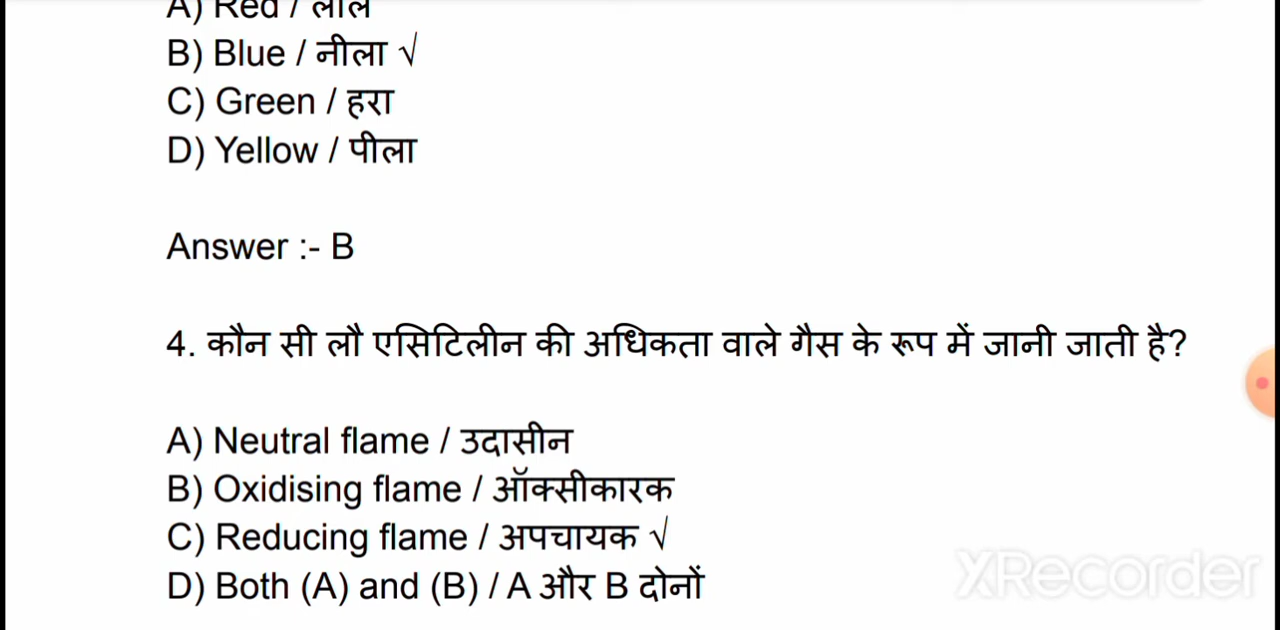 A) Red / लाल
B) Blue / नीला √
C) Green / हरा
D) Yellow / पीला
Answer :- B
4. कौन सी लौ एसिटिलीन की अधिकता वाले गैस के रूप में जानी जाती है?
A) Neutral flame / उदासीन
B) Oxidising flame / ऑक्सीकारक
C) Reducing flame / अपचायक √
D) Both (A) and (B) / A और B दोनों
XRecorder